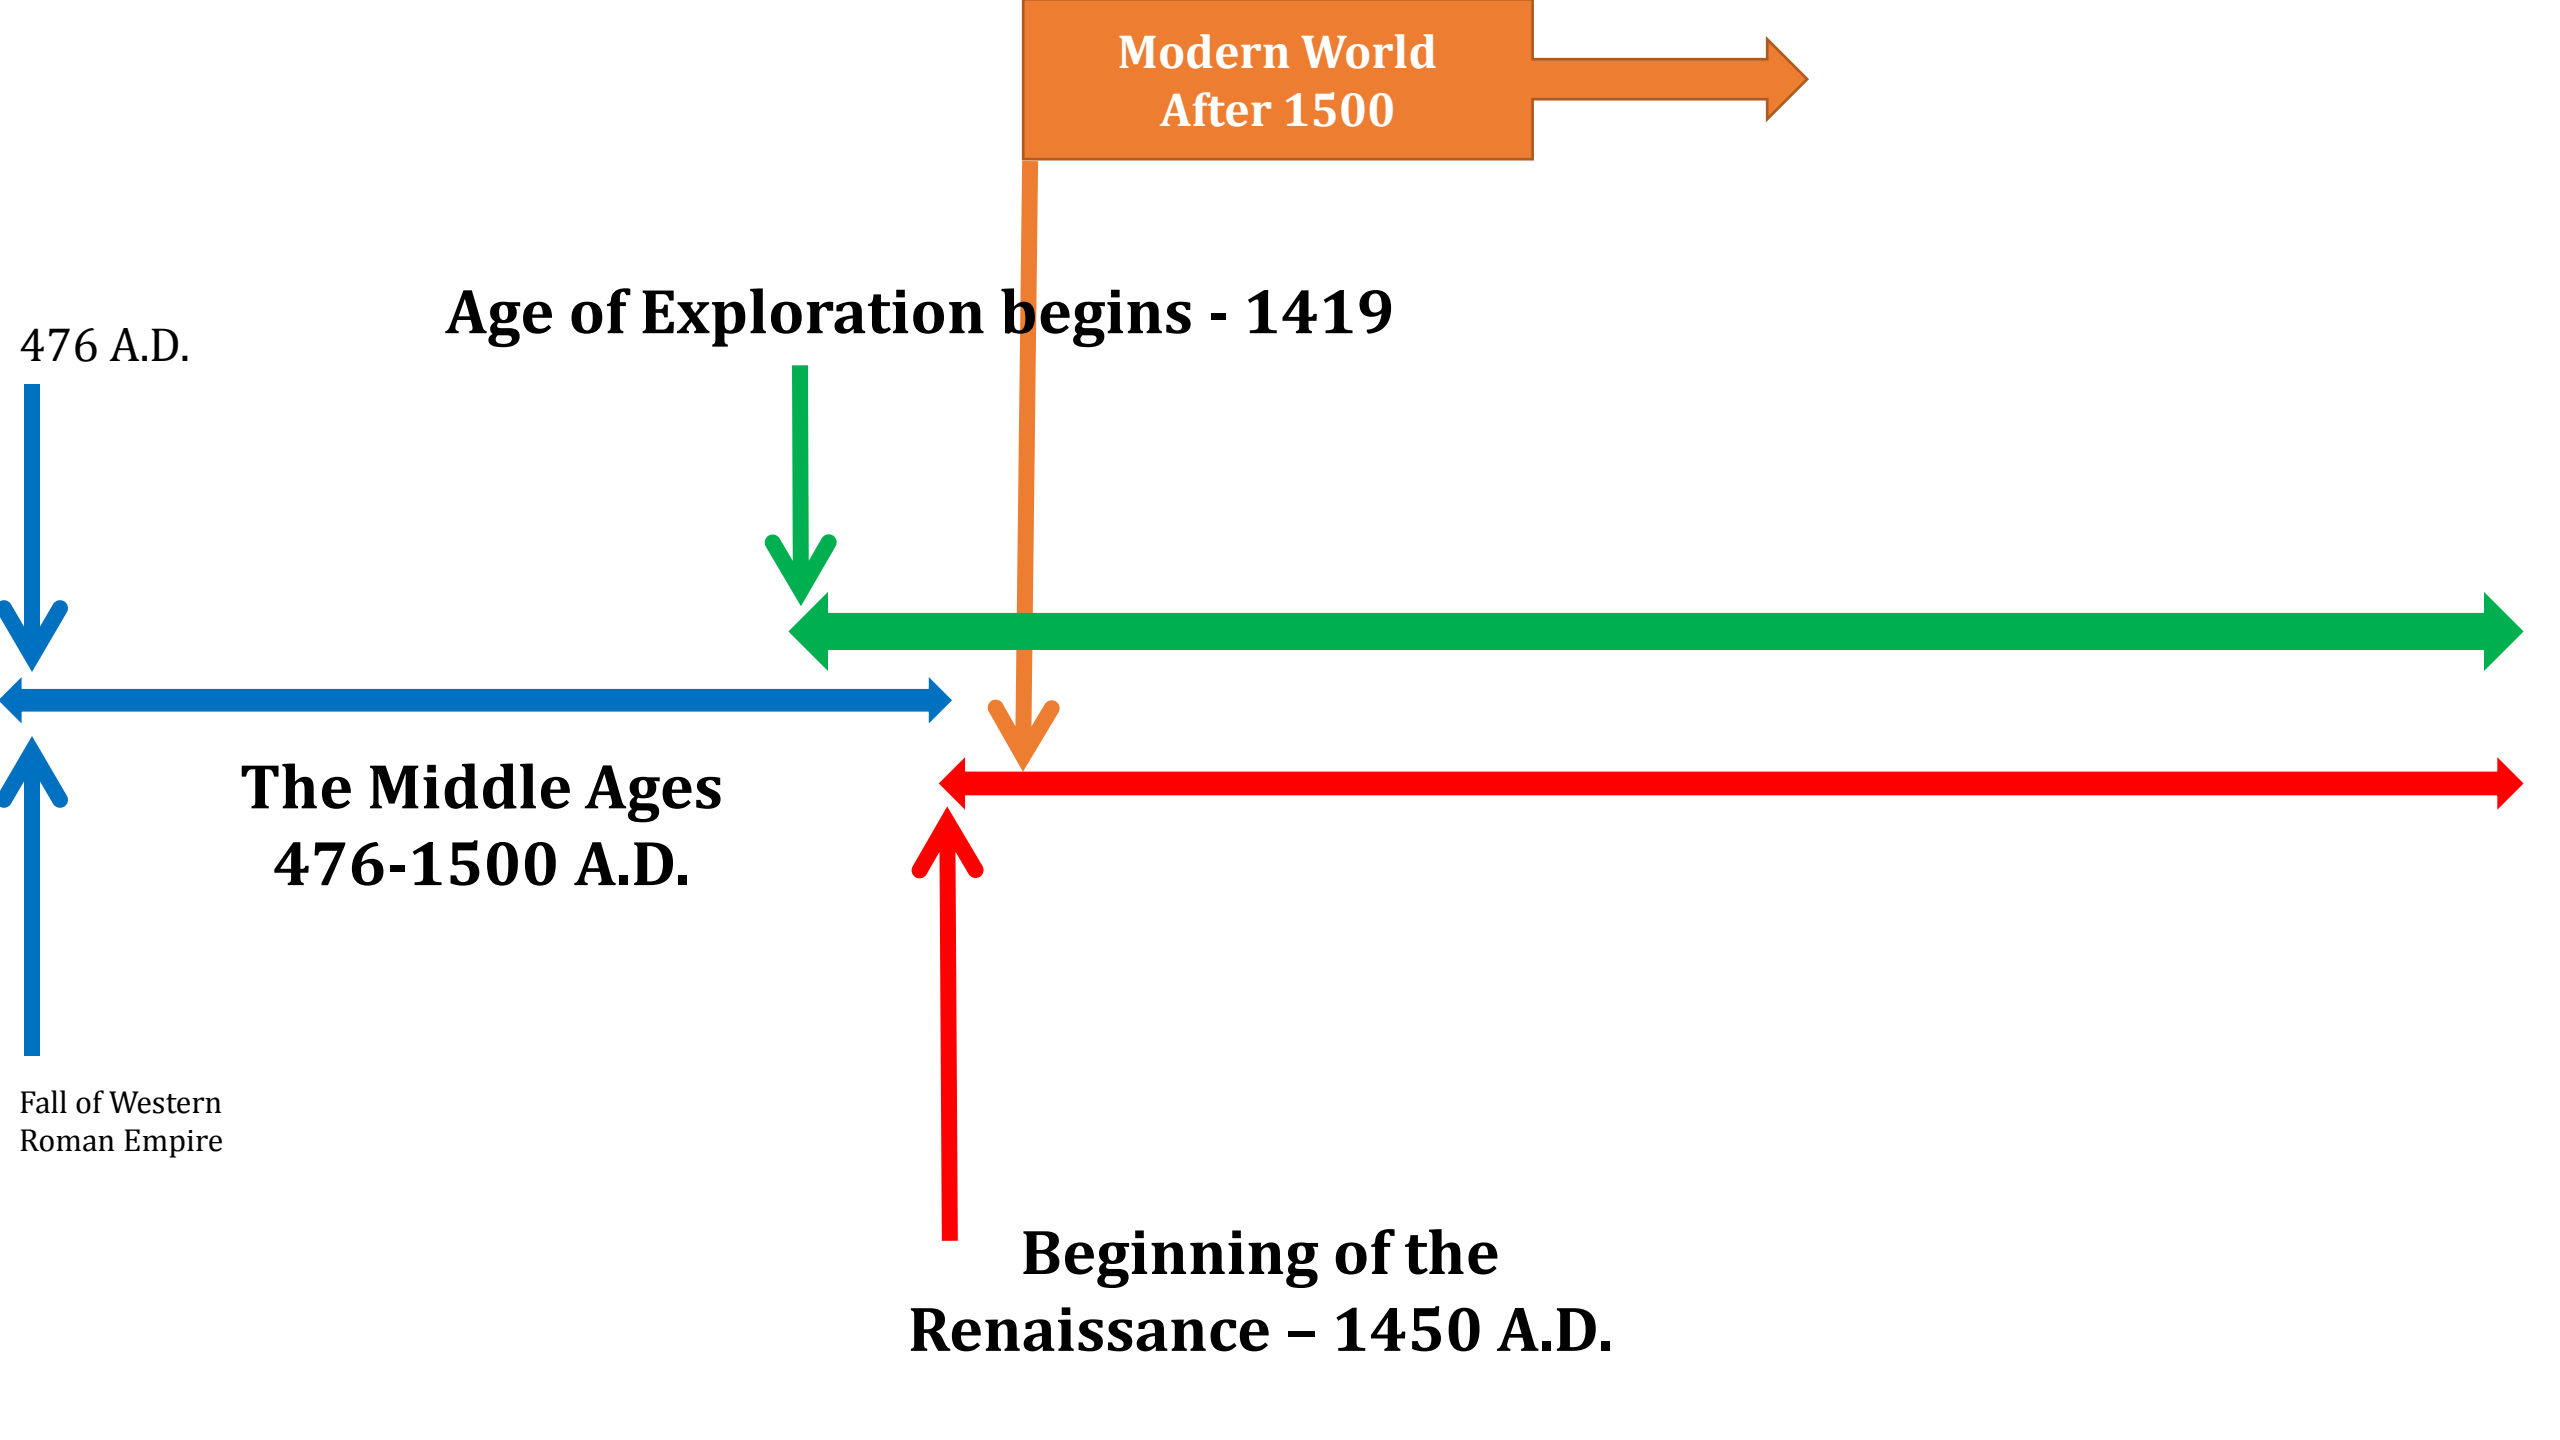 Modern World
After 1500
Age of Exploration begins - 1419
476 A.D.
The Middle Ages
476-1500 A.D.
Fall of Western
Roman Empire
Beginning of the
Renaissance – 1450 A.D.